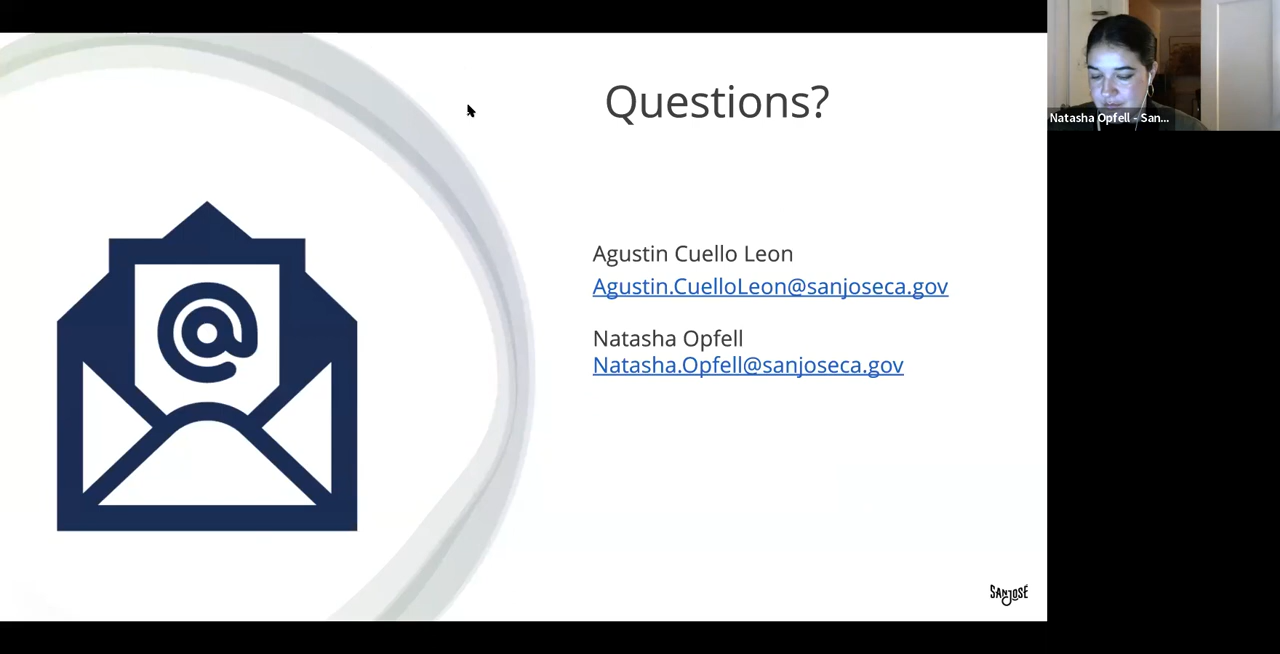 Questions?
Agustin Cuello Leon
Agustin.CuelloLeon@sanjoseca.gov
Natasha Opfell
Natasha.Opfell@sanjoseca.gov
SAN JOSÉ
Natasha Opfell - San...